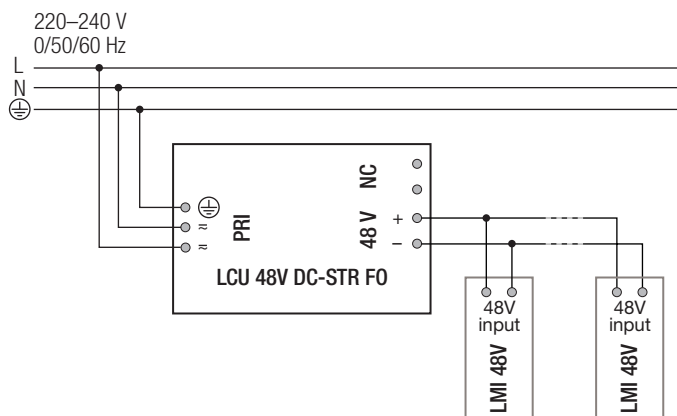 220–240 V
0/50/60 Hz
L
N
NC
PRI
≂
≂
48 V
+
−
LCU 48V DC-STR FO
48V
input
LMI 48V
48V
input
LMI 48V